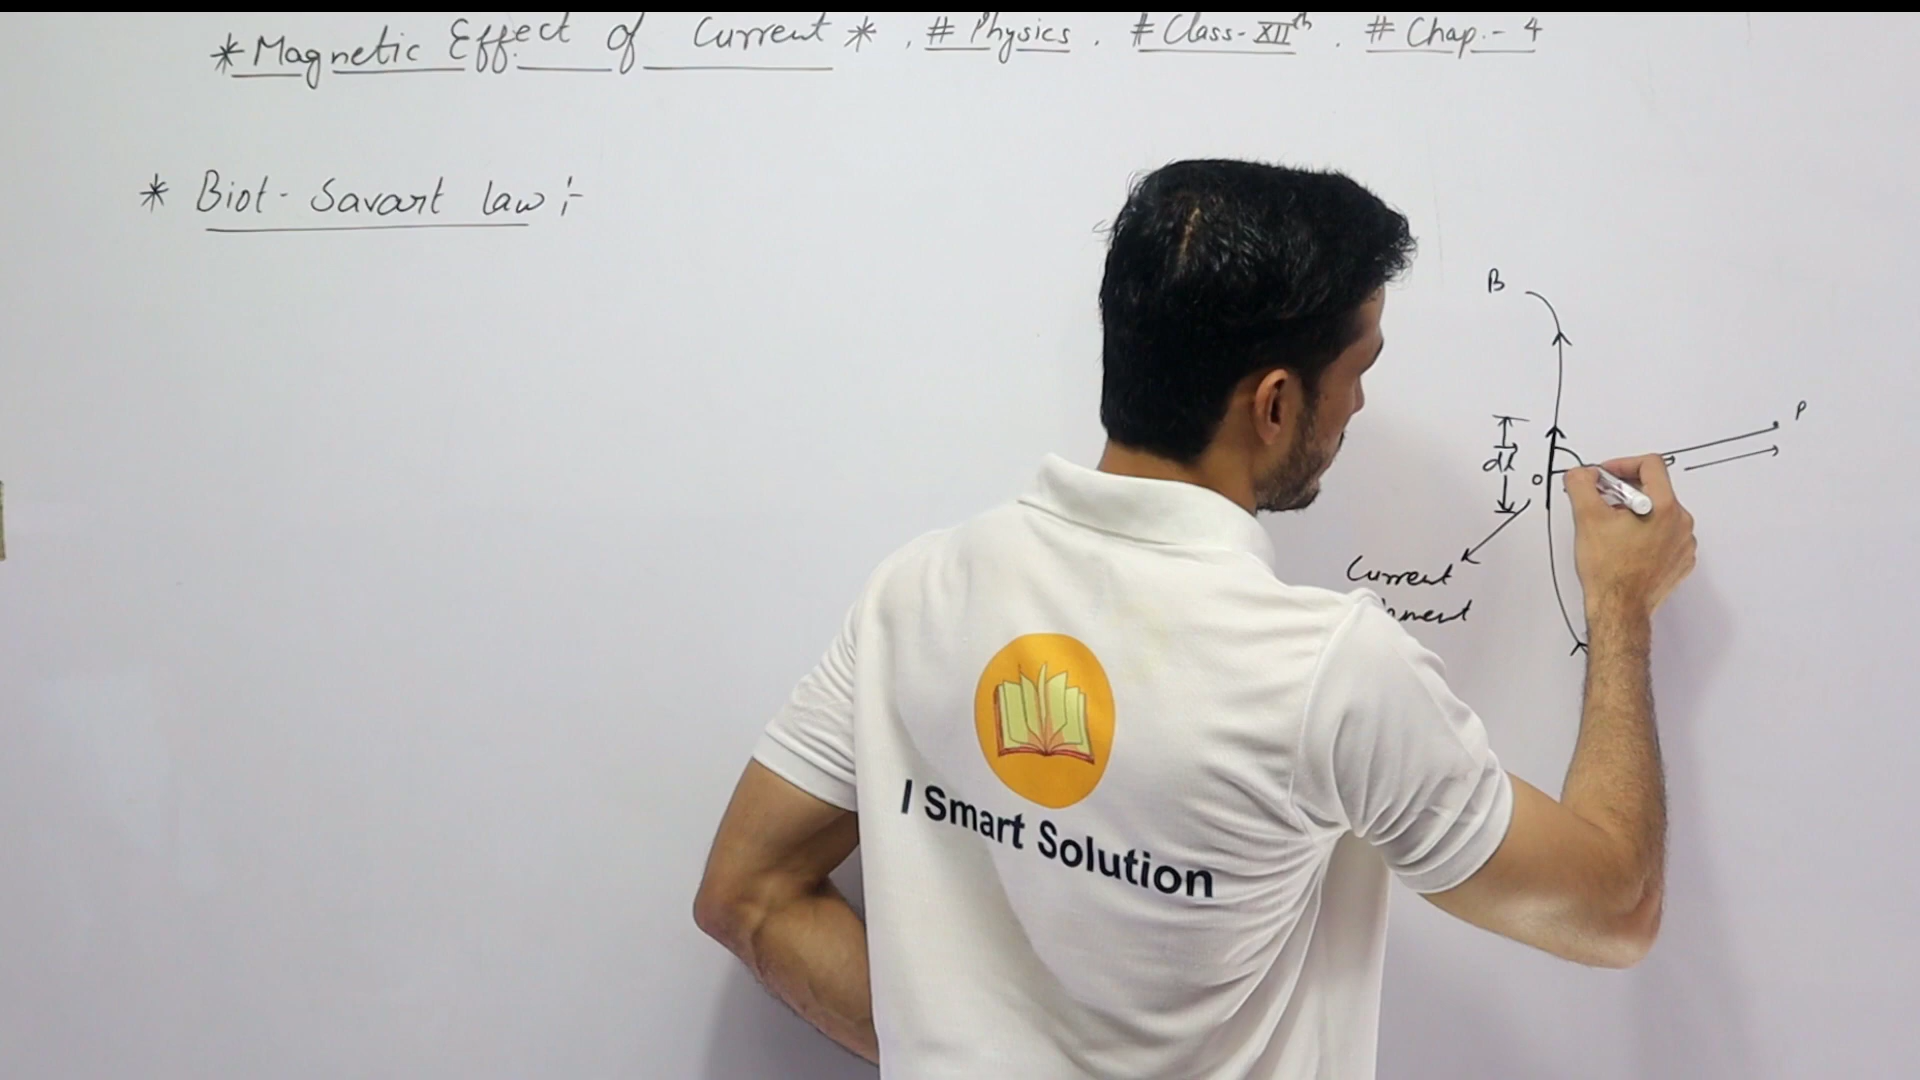 *Magnetic Effect of Current* . # Physics . # Class-XIIth . # Chap.- 4
* Biot - Savart law :-
B
P
dl
O
Current
I Smart Solution